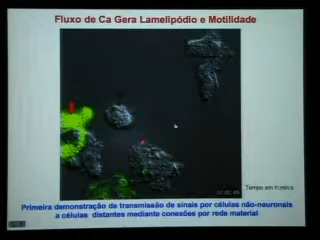 Fluxo de Ca Gera Lamelipódio e Motilidade
Tempo em h:min:s
Primeira demonstração de transmissão de sinais por células não-neuronais
a células distantes mediante conexões por rede material